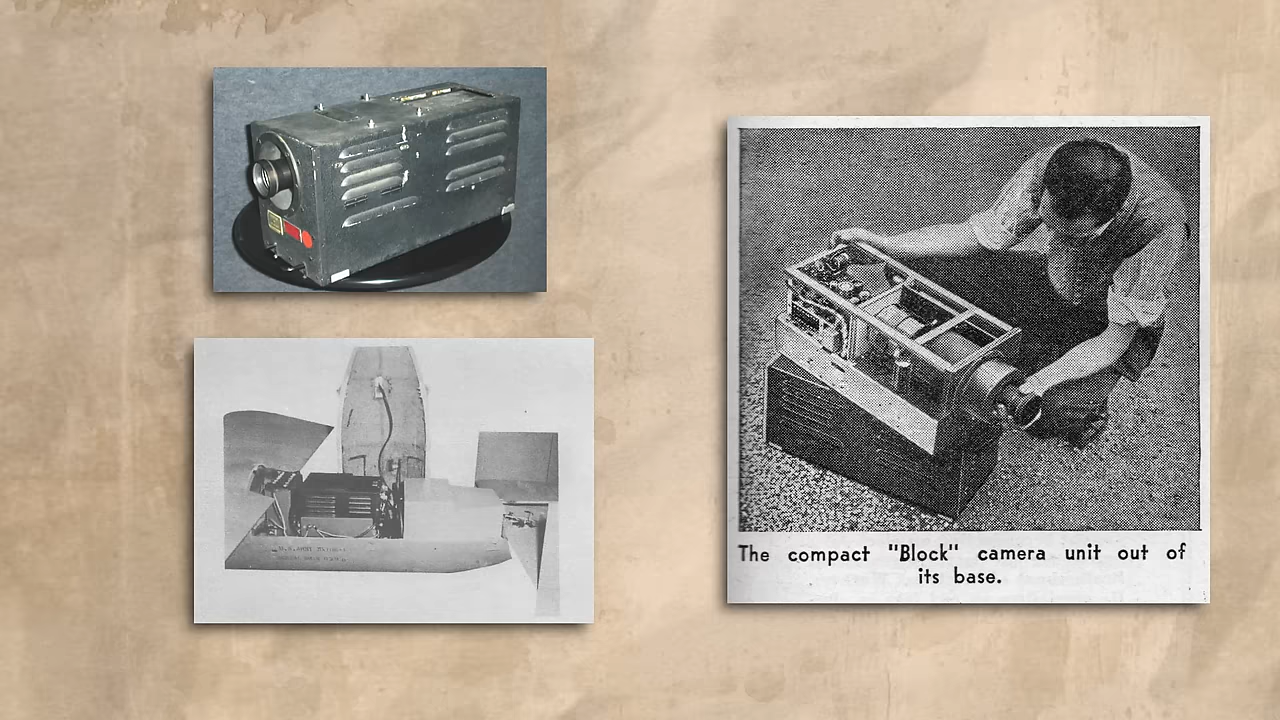 The compact "Block" camera unit out of
its base.